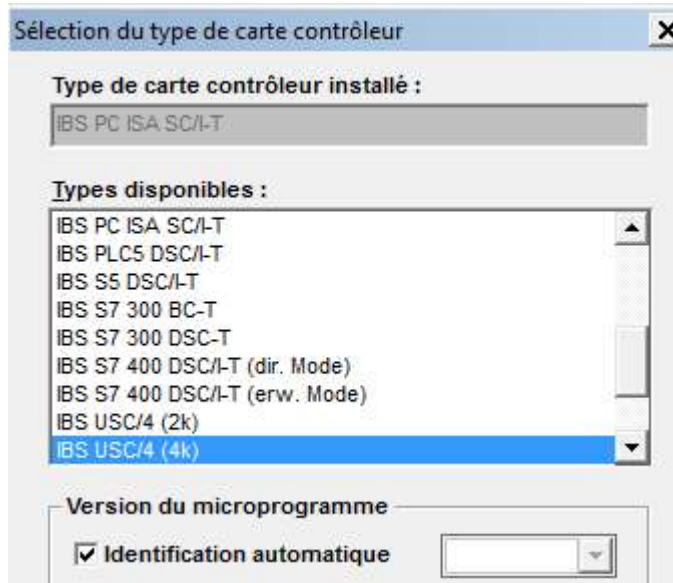 Sélection du type de carte contrôleur
Type de carte contrôleur installé :
IBS PC ISA SC/I-T
Types disponibles :
IBS PC ISA SC/I-T
IBS PLC5 DSC/I-T
IBS S5 DSC/I-T
IBS S7 300 BC-T
IBS S7 300 DSC-T
IBS S7 400 DSC/I-T (dir. Mode)
IBS S7 400 DSC/I-T (erw. Mode)
IBS USC/4 (2k)
IBS USC/4 (4k)
Version du microprogramme
Identification automatique